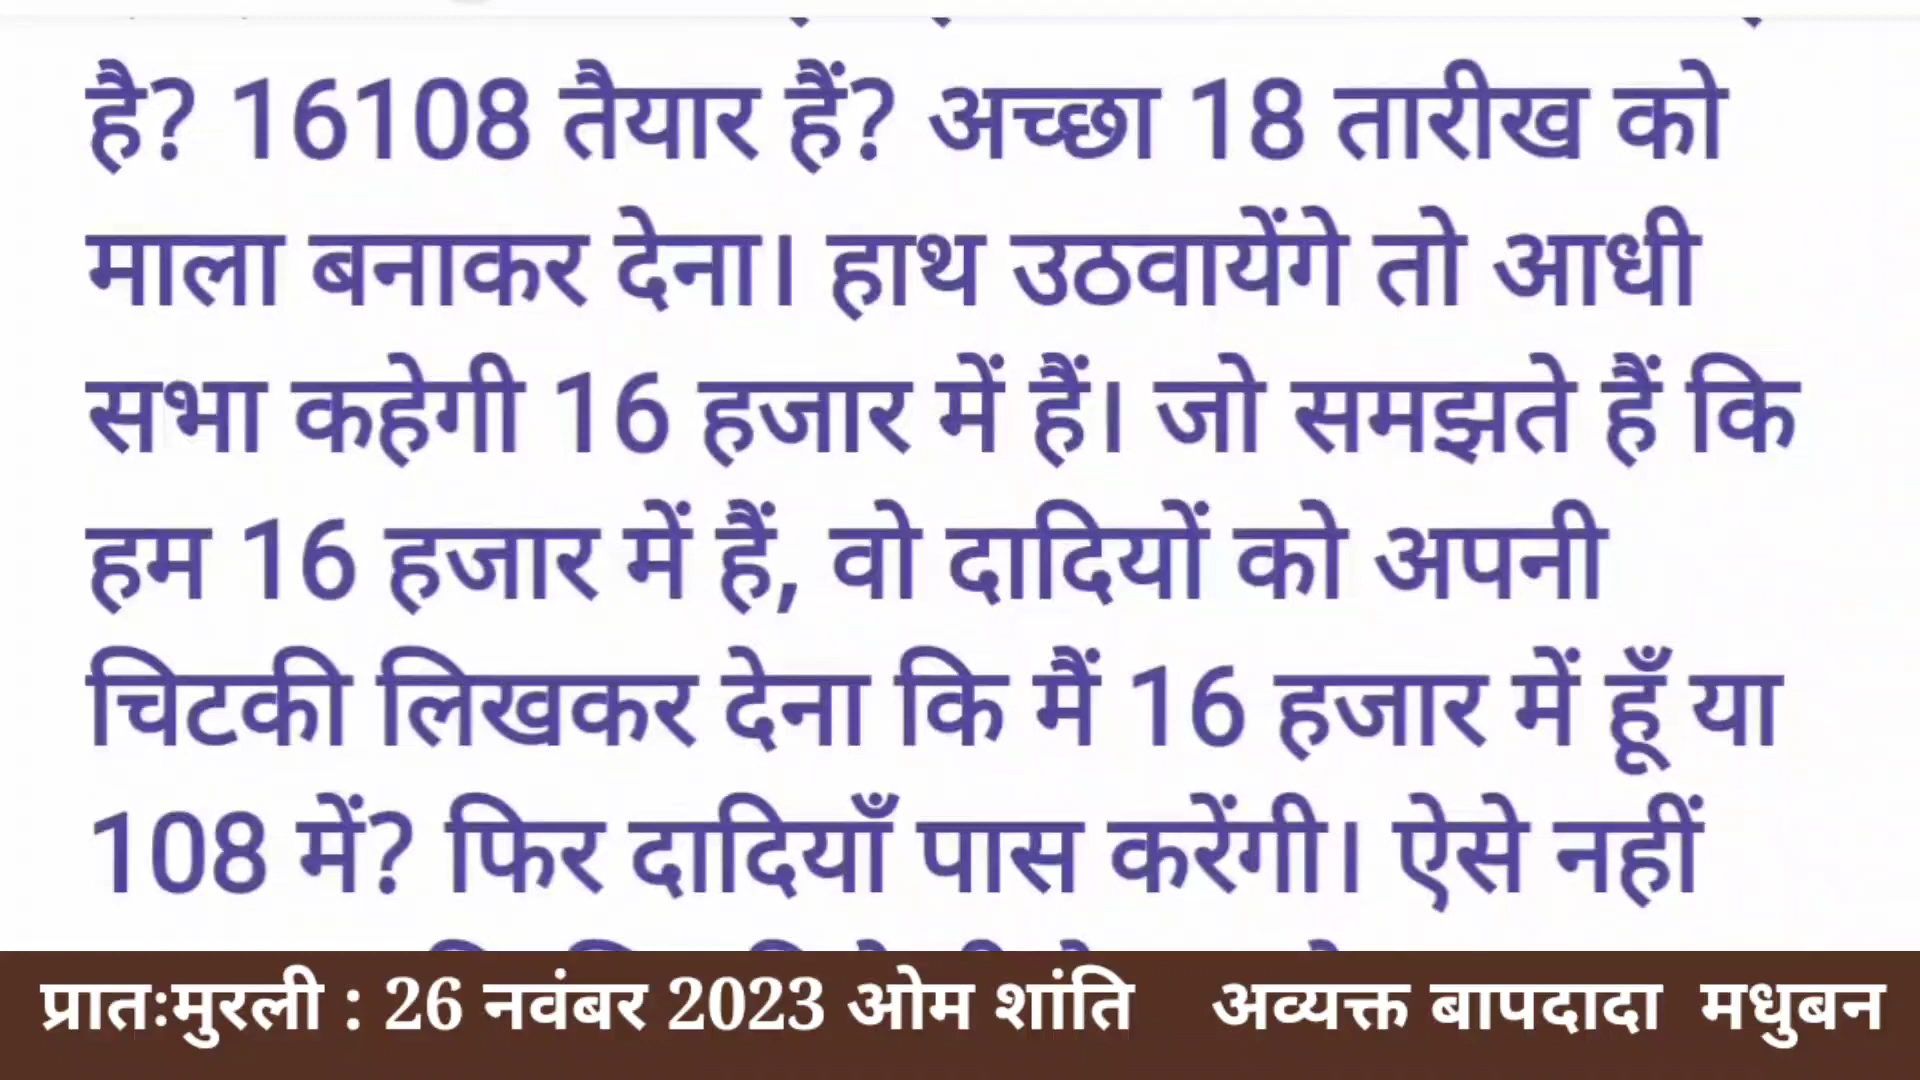 है? 16108 तैयार हैं? अच्छा 18 तारीख को
माला बनाकर देना। हाथ उठवायेंगे तो आधी
सभा कहेगी 16 हजार में हैं। जो समझते हैं कि
हम 16 हजार में हैं, वो दादियों को अपनी
चिटकी लिखकर देना कि मैं 16 हजार में हूँ या
108 में? फिर दादियाँ पास करेंगी। ऐसे नहीं
प्रातःमुरली : 26 नवंबर 2023 ओम शांति अव्यक्त बापदादा मधुबन